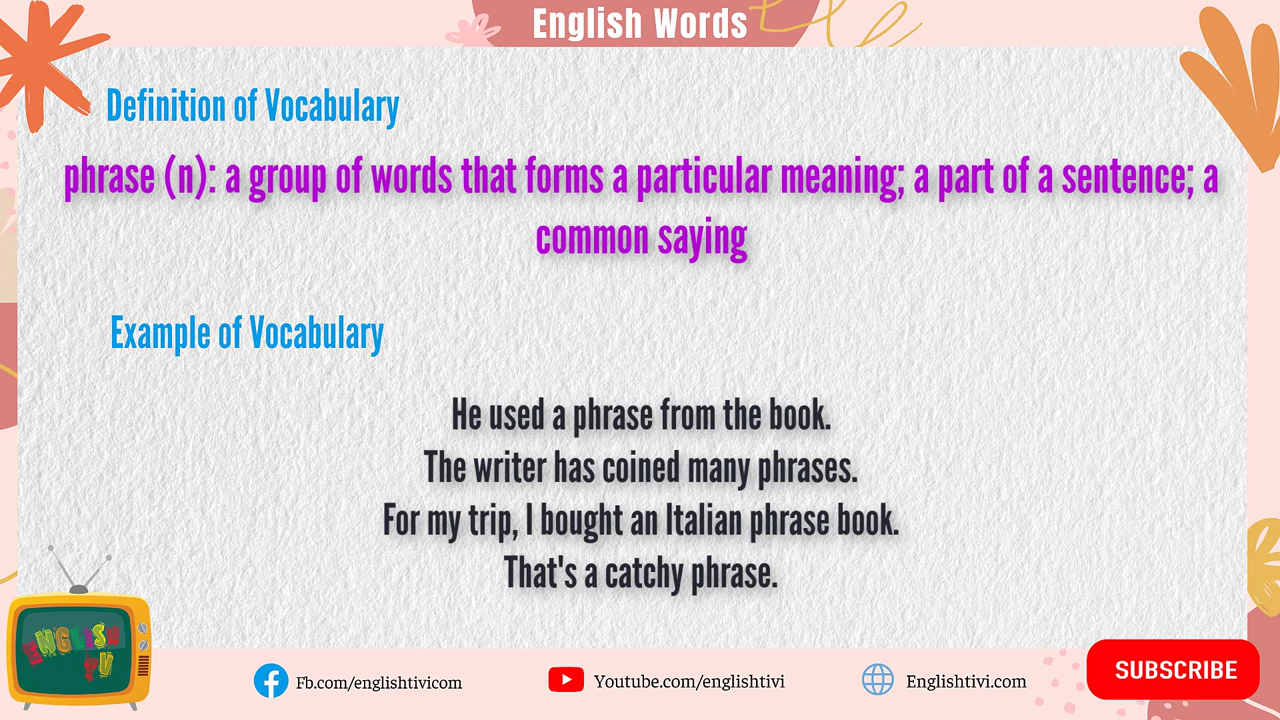 English Words
Definition of Vocabulary
phrase (n): a group of words that forms a particular meaning; a part of a sentence; a
common saying
Example of Vocabulary
He used a phrase from the book.
The writer has coined many phrases.
For my trip, I bought an Italian phrase book.
That's a catchy phrase.
ENGLISH
TV
Fb.com/englishtivicom
Youtube.com/englishtivi
Englishtivi.com
SUBSCRIBE